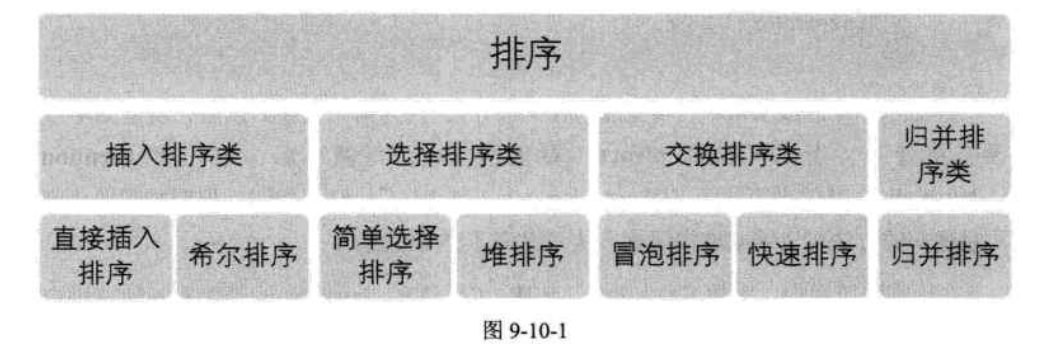 排序
插入排序类
选择排序类
交换排序类
归并排
序类
直接插入
排序
希尔排序
简单选择
排序
堆排序
冒泡排序
快速排序
归并排序
图 9-10-1